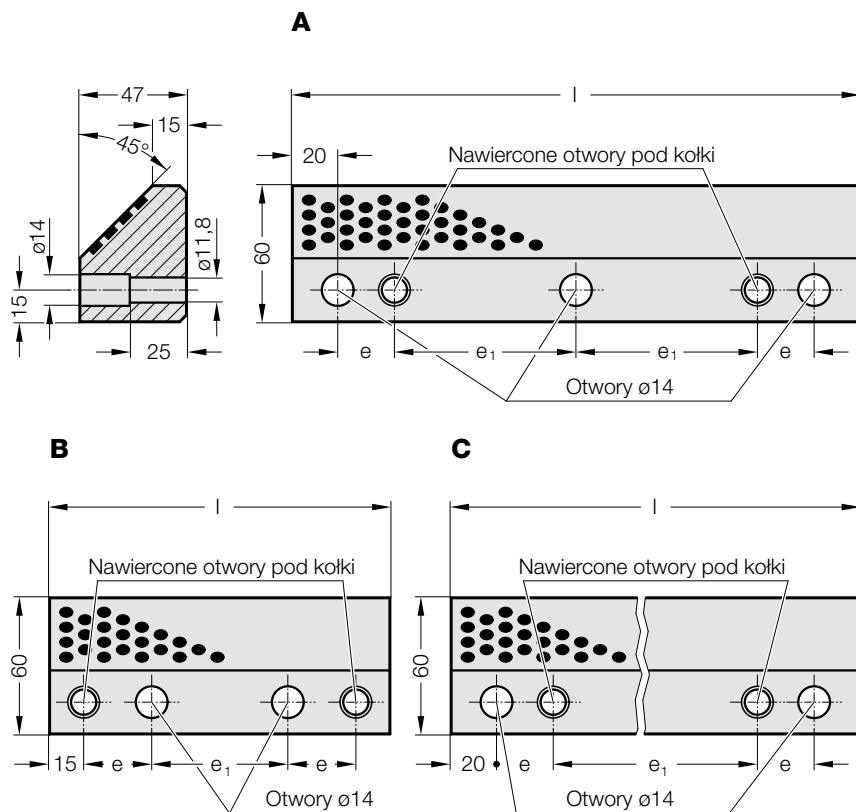 A
47
15
45°
ø14
ø11,8
15
25
l
20
Nawiercone otwory pod kołki
60
e
e₁
e₁
e
Otwory ø14
B
l
Nawiercone otwory pod kołki
60
15
e
e₁
e
Otwory ø14
C
l
Nawiercone otwory pod kołki
60
20
e
e₁
e
Otwory ø14